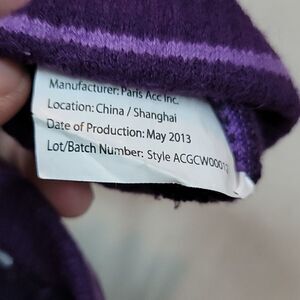 Manufacturer: Paris Acc Inc.
Location: China / Shanghai
Date of Production: May 2013
Lot/Batch Number: Style